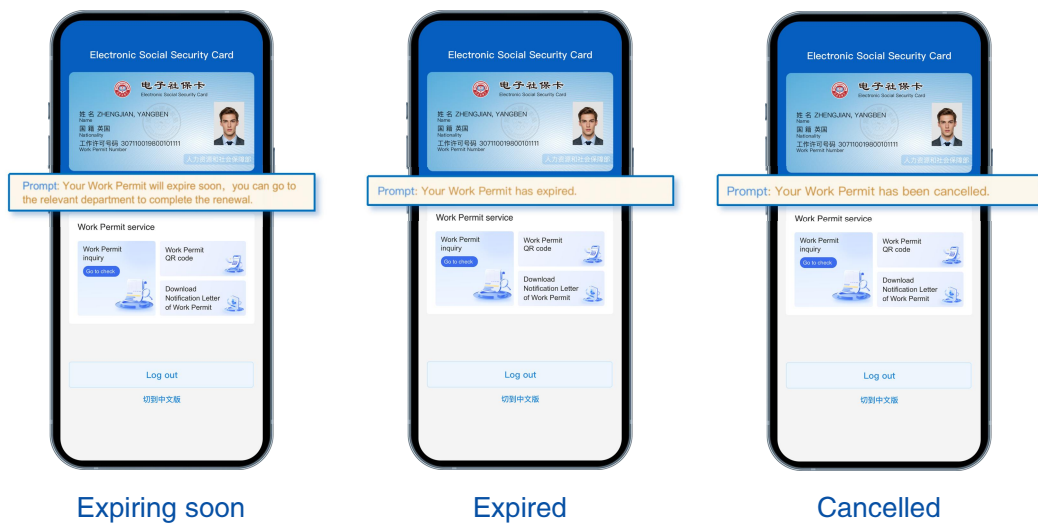 Electronic Social Security Card
电子社保卡
Electronic Social Security Card
姓 名 ZHENGJIAN, YANGBEN
Name
国 籍 英国
Nationality
工作许可号码 307110019800101111
Work Permit Number
人力资源和社会保障部
Prompt: Your Work Permit will expire soon, you can go to
the relevant department to complete the renewal.
Work Permit service
Work Permit
inquiry
Go to check
Work Permit
QR code
Download
Notification Letter
of Work Permit
Log out
切到中文版
Expiring soon
Electronic Social Security Card
电子社保卡
Electronic Social Security Card
姓 名 ZHENGJIAN, YANGBEN
Name
国 籍 英国
Nationality
工作许可号码 307110019800101111
Work Permit Number
人力资源和社会保障部
Prompt: Your Work Permit has expired.
Work Permit service
Work Permit
inquiry
Go to check
Work Permit
QR code
Download
Notification Letter
of Work Permit
Log out
切到中文版
Expired
Electronic Social Security Card
电子社保卡
Electronic Social Security Card
姓 名 ZHENGJIAN, YANGBEN
Name
国 籍 英国
Nationality
工作许可号码 307110019800101111
Work Permit Number
人力资源和社会保障部
Prompt: Your Work Permit has been cancelled.
Work Permit service
Work Permit
inquiry
Go to check
Work Permit
QR code
Download
Notification Letter
of Work Permit
Log out
切到中文版
Cancelled